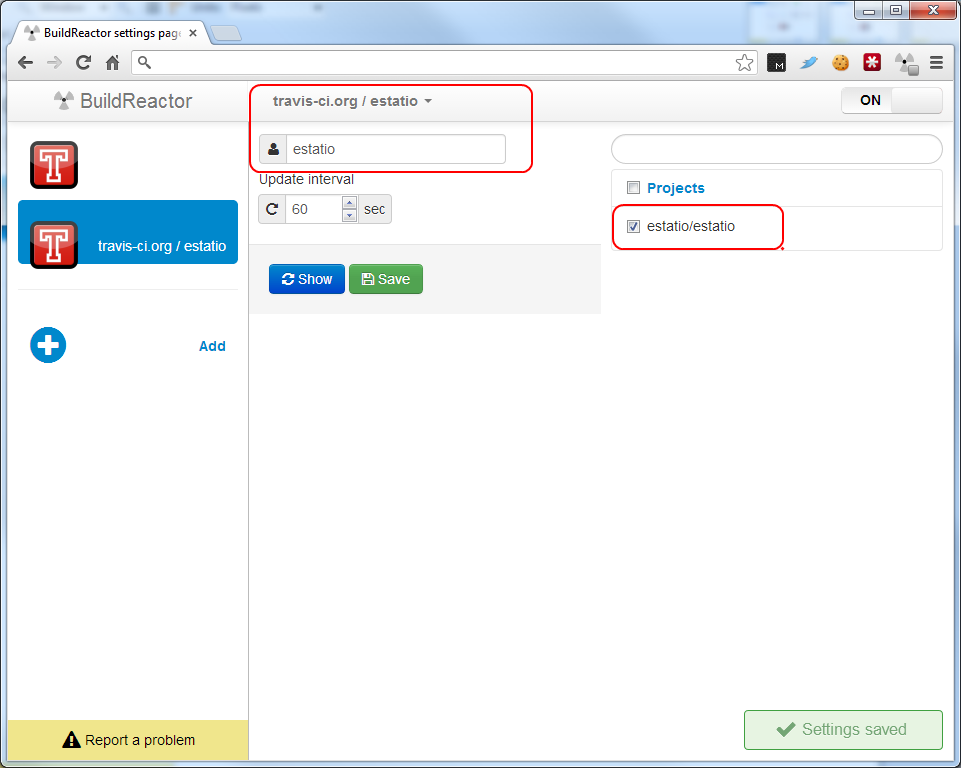 BuildReactor settings pag
BuildReactor
travis-ci.org / estatio
ON
estatio
Update interval
60 sec
Projects
estatio/estatio
travis-ci.org / estatio
Show
Save
Add
Report a problem
Settings saved